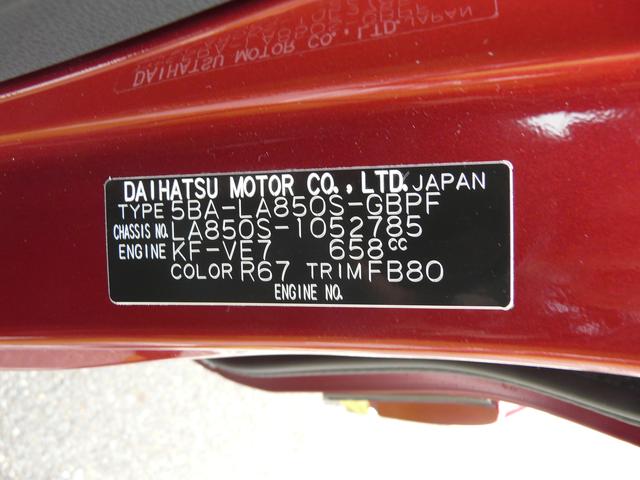 DAIHATSU MOTOR CO., LTD. JAPAN
TYPE 5BA-LA850S-GBPF
CHASSIS NO. LA850S-1052785
ENGINE KF-VE7 658cc
COLOR R67 TRIM FB80
ENGINE NO.